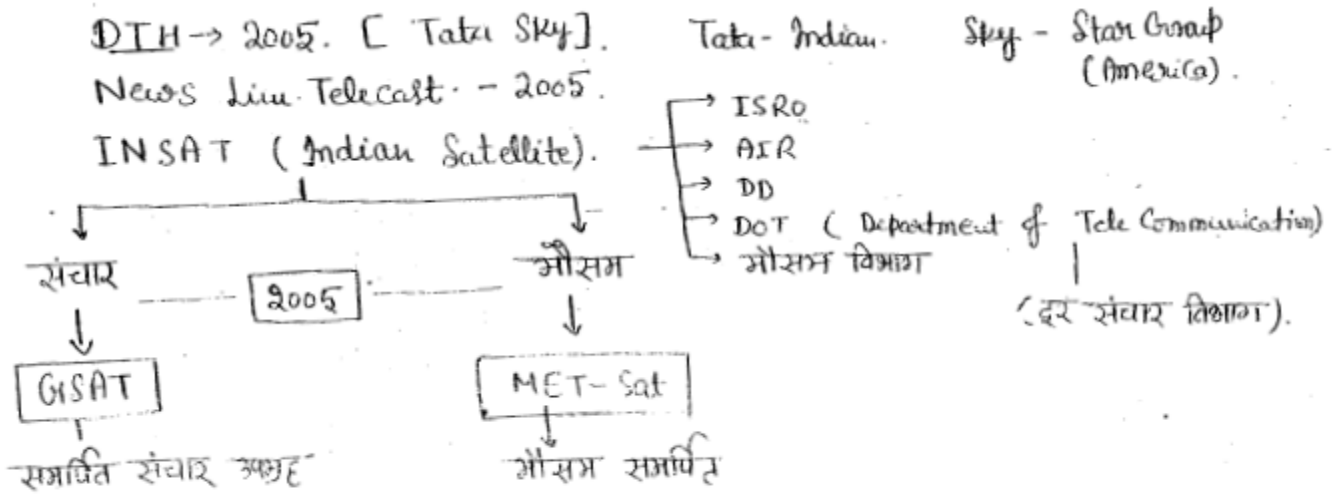 DTH → 2005. [ Tata Sky]. Tata - Indian. Sky - Star Group
(America).
News Live Telecast. - 2005.
INSAT ( Indian Satellite).
→ ISRO
→ AIR
→ DD
→ DOT ( Department of Tele Communication)
→ मौसम विभाग
(दूर संचार विभाग).
संचार
मौसम
2005
GSAT
MET-Sat
समर्पित संचार उपग्रह
मौसम समर्पित